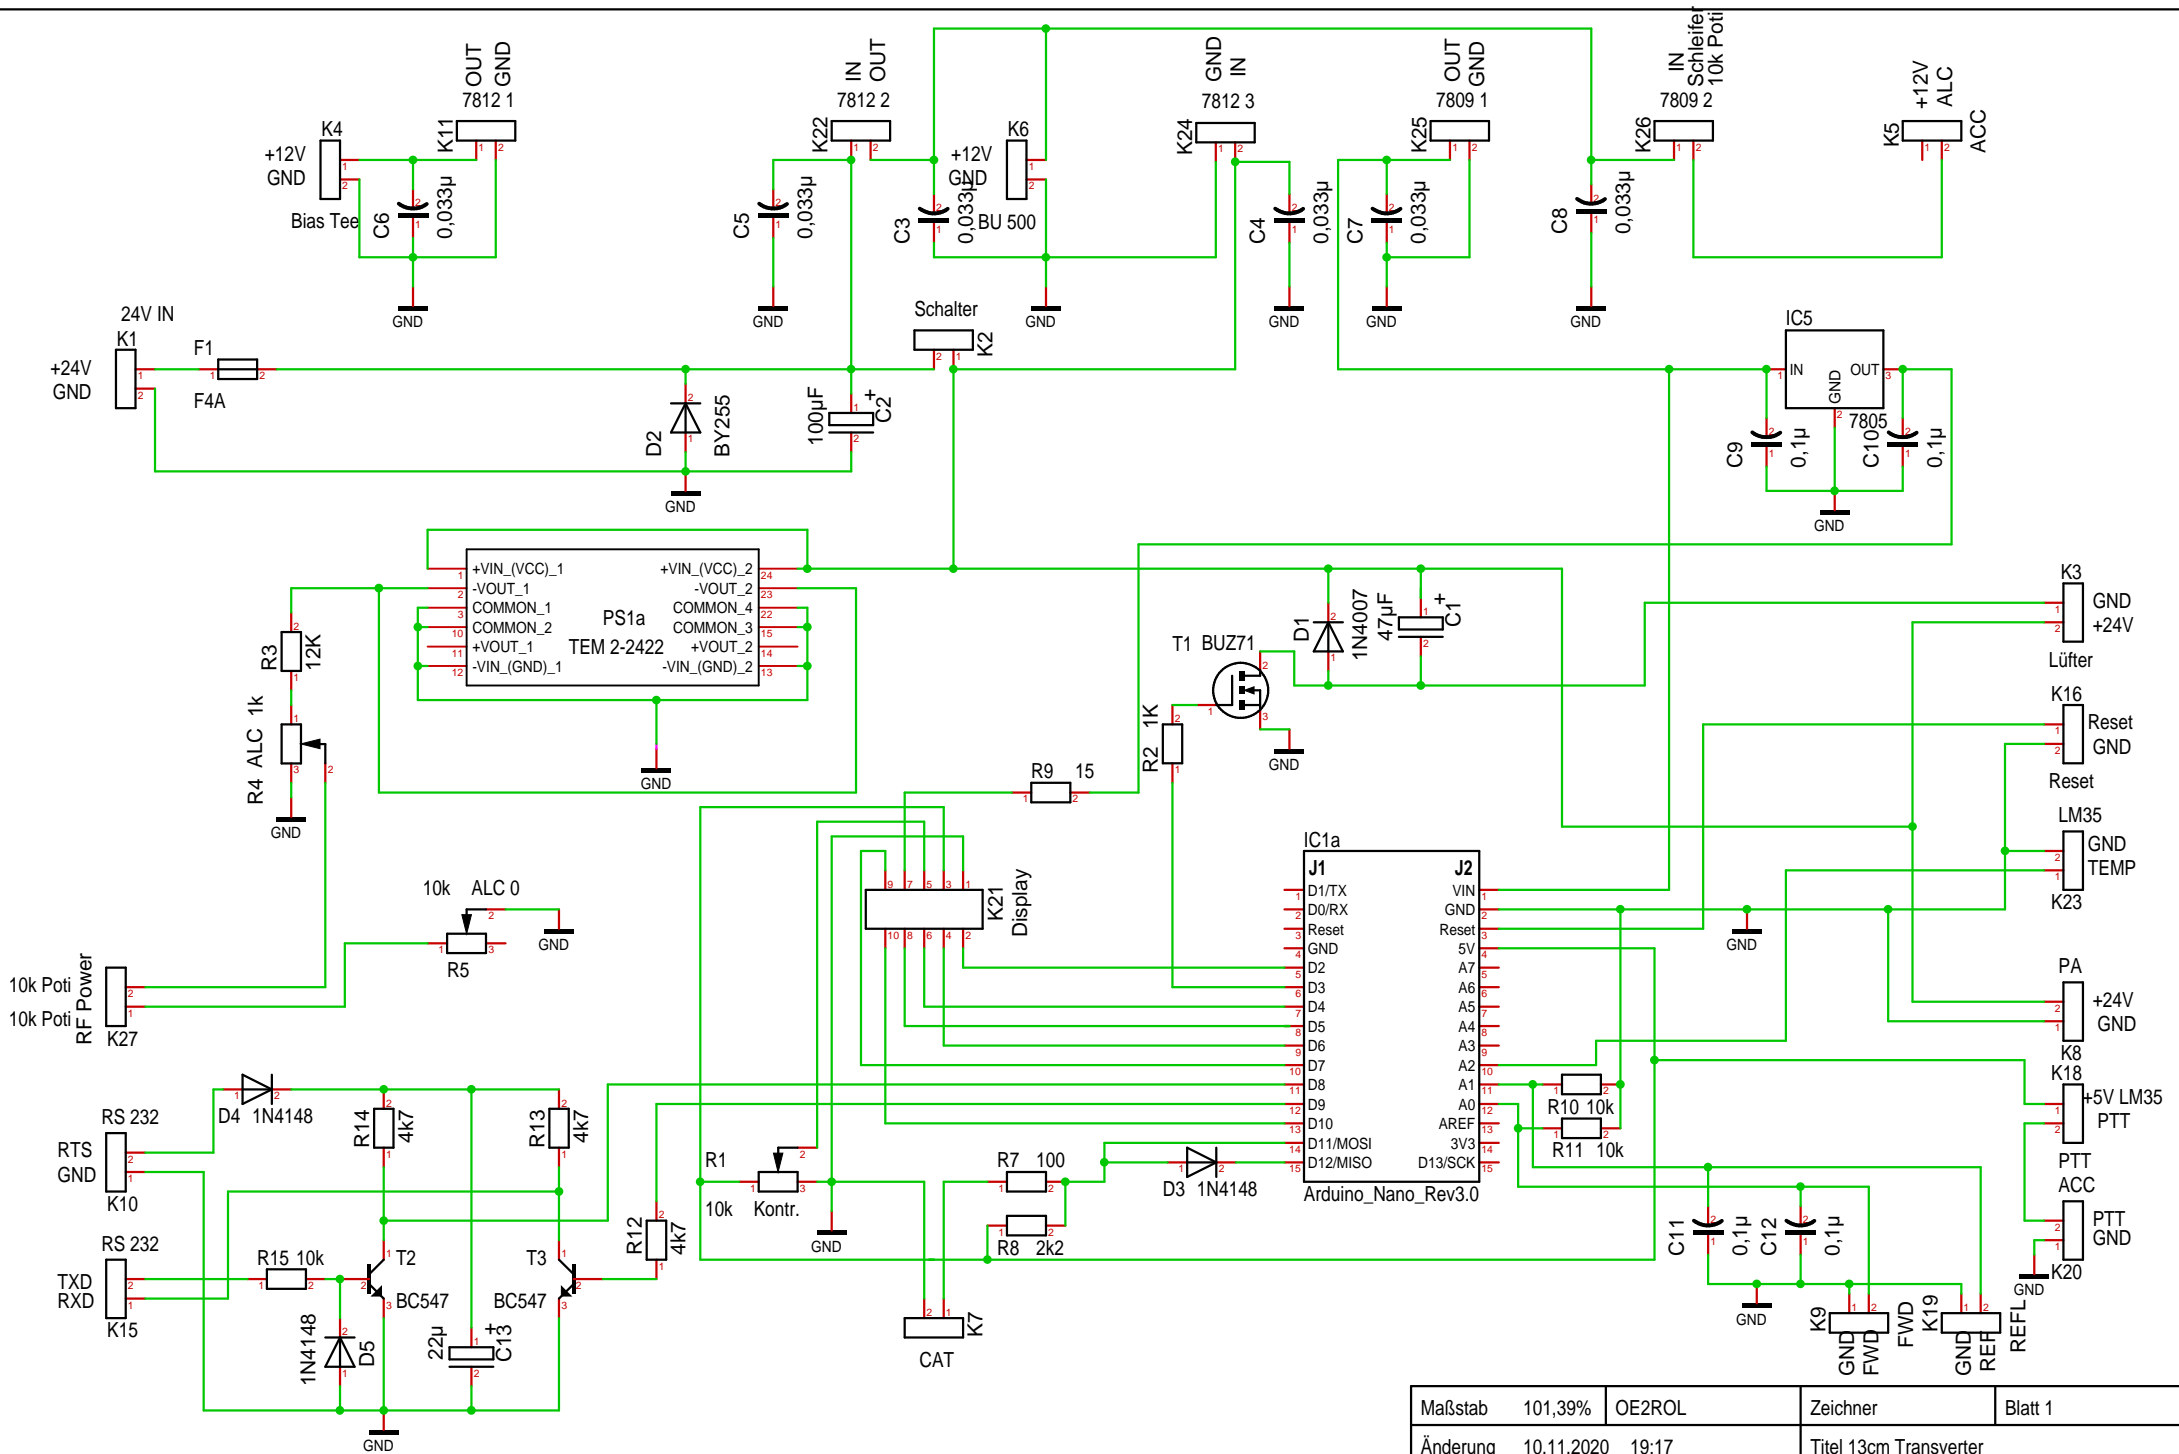 OUT
GND
7812 1
K11
K4
+12V
GND
Bias Tee
C6
0,033µ
GND
IN
OUT
7812 2
K22
C5
0,033µ
GND
C3
0,033µ
K6
+12V
GND
BU 500
GND
GND
IN
7812 3
K24
C4
0,033µ
GND
OUT
GND
7809 1
K25
C7
0,033µ
GND
IN
Schleifer
10k Poti
7809 2
K26
C8
0,033µ
GND
+12V
ALC
K5
ACC
24V IN
K1
+24V
GND
F1
F4A
D2
BY255
GND
100µF
+
C2
Schalter
K2
IC5
IN
OUT
GND
7805
C9
0,1µ
C10
0,1µ
GND
+VIN_(VCC)_1
-VOUT_1
COMMON_1
COMMON_2
+VOUT_1
-VIN_(GND)_1
PS1a
TEM 2-2422
+VIN_(VCC)_2
-VOUT_2
COMMON_4
COMMON_3
+VOUT_2
-VIN_(GND)_2
GND
R3
12K
R4 ALC 1k
GND
T1 BUZ71
D1
1N4007
47µF
+
C1
R2 1K
GND
R9 15
K3
GND
+24V
Lüfter
K16
Reset
GND
Reset
LM35
GND
TEMP
K23
PA
+24V
GND
K8
K18
+5V LM35
PTT
PTT
ACC
PTT
GND
K20
GND
10k ALC 0
R5
GND
10k Poti
10k Poti
RF Power
K27
K21
Display
IC1a
J1
J2
D1/TX
D0/RX
Reset
GND
D2
D3
D4
D5
D6
D7
D8
D9
D10
D11/MOSI
D12/MISO
VIN
GND
Reset
5V
A7
A6
A5
A4
A3
A2
A1
A0
AREF
3V3
D13/SCK
Arduino_Nano_Rev3.0
GND
R10 10k
R11 10k
D4 1N4148
RS 232
RTS
GND
K10
RS 232
TXD
RXD
K15
R14
4k7
R13
4k7
R15 10k
T2
BC547
T3
BC547
1N4148
D5
22µ
+
C13
GND
R12
4k7
R1
10k
Kontr.
GND
R7 100
R8 2k2
D3 1N4148
K7
CAT
C11
0,1µ
C12
0,1µ
GND
K9
GND
FWD
FWD
K19
GND
REF
REFL
Maßstab 101,39% OE2ROL Zeichner Blatt 1
Änderung 10.11.2020 19:17 Titel 13cm Transverter